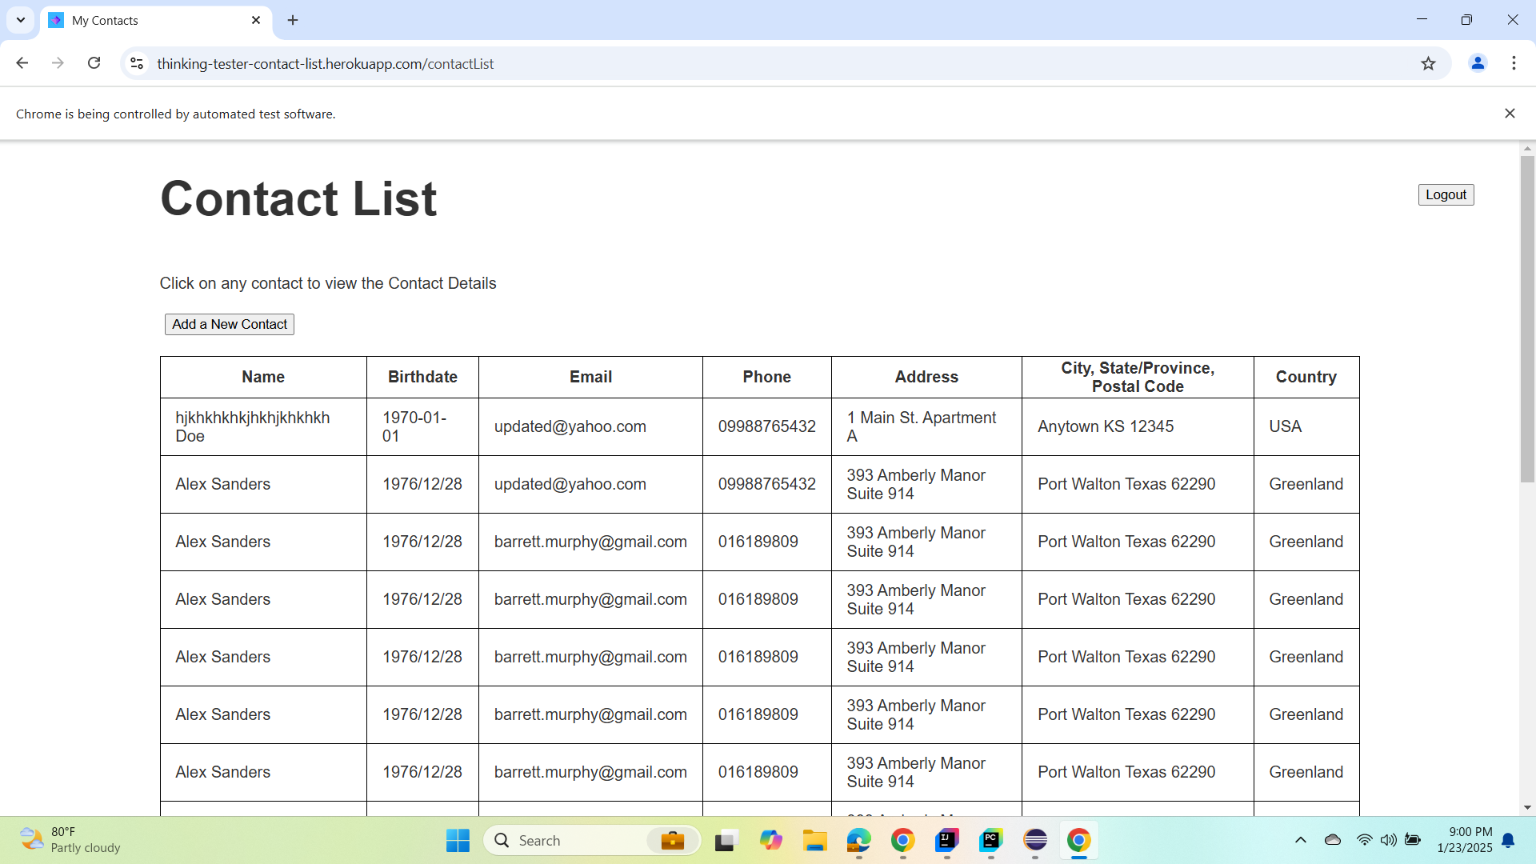 My Contacts
thinking-tester-contact-list.herokuapp.com/contactList
Chrome is being controlled by automated test software.
Contact List
Logout
Click on any contact to view the Contact Details
Add a New Contact
Name Birthdate Email Phone Address City, State/Province, Postal Code Country
hjkhkhkhkjhkhjkhkhkh Doe 1970-01-01 updated@yahoo.com 09988765432 1 Main St. Apartment A Anytown KS 12345 USA
Alex Sanders 1976/12/28 updated@yahoo.com 09988765432 393 Amberly Manor Suite 914 Port Walton Texas 62290 Greenland
Alex Sanders 1976/12/28 barrett.murphy@gmail.com 016189809 393 Amberly Manor Suite 914 Port Walton Texas 62290 Greenland
Alex Sanders 1976/12/28 barrett.murphy@gmail.com 016189809 393 Amberly Manor Suite 914 Port Walton Texas 62290 Greenland
Alex Sanders 1976/12/28 barrett.murphy@gmail.com 016189809 393 Amberly Manor Suite 914 Port Walton Texas 62290 Greenland
Alex Sanders 1976/12/28 barrett.murphy@gmail.com 016189809 393 Amberly Manor Suite 914 Port Walton Texas 62290 Greenland
Alex Sanders 1976/12/28 barrett.murphy@gmail.com 016189809 393 Amberly Manor Suite 914 Port Walton Texas 62290 Greenland
80°F
Partly cloudy
Search
9:00 PM
1/23/2025